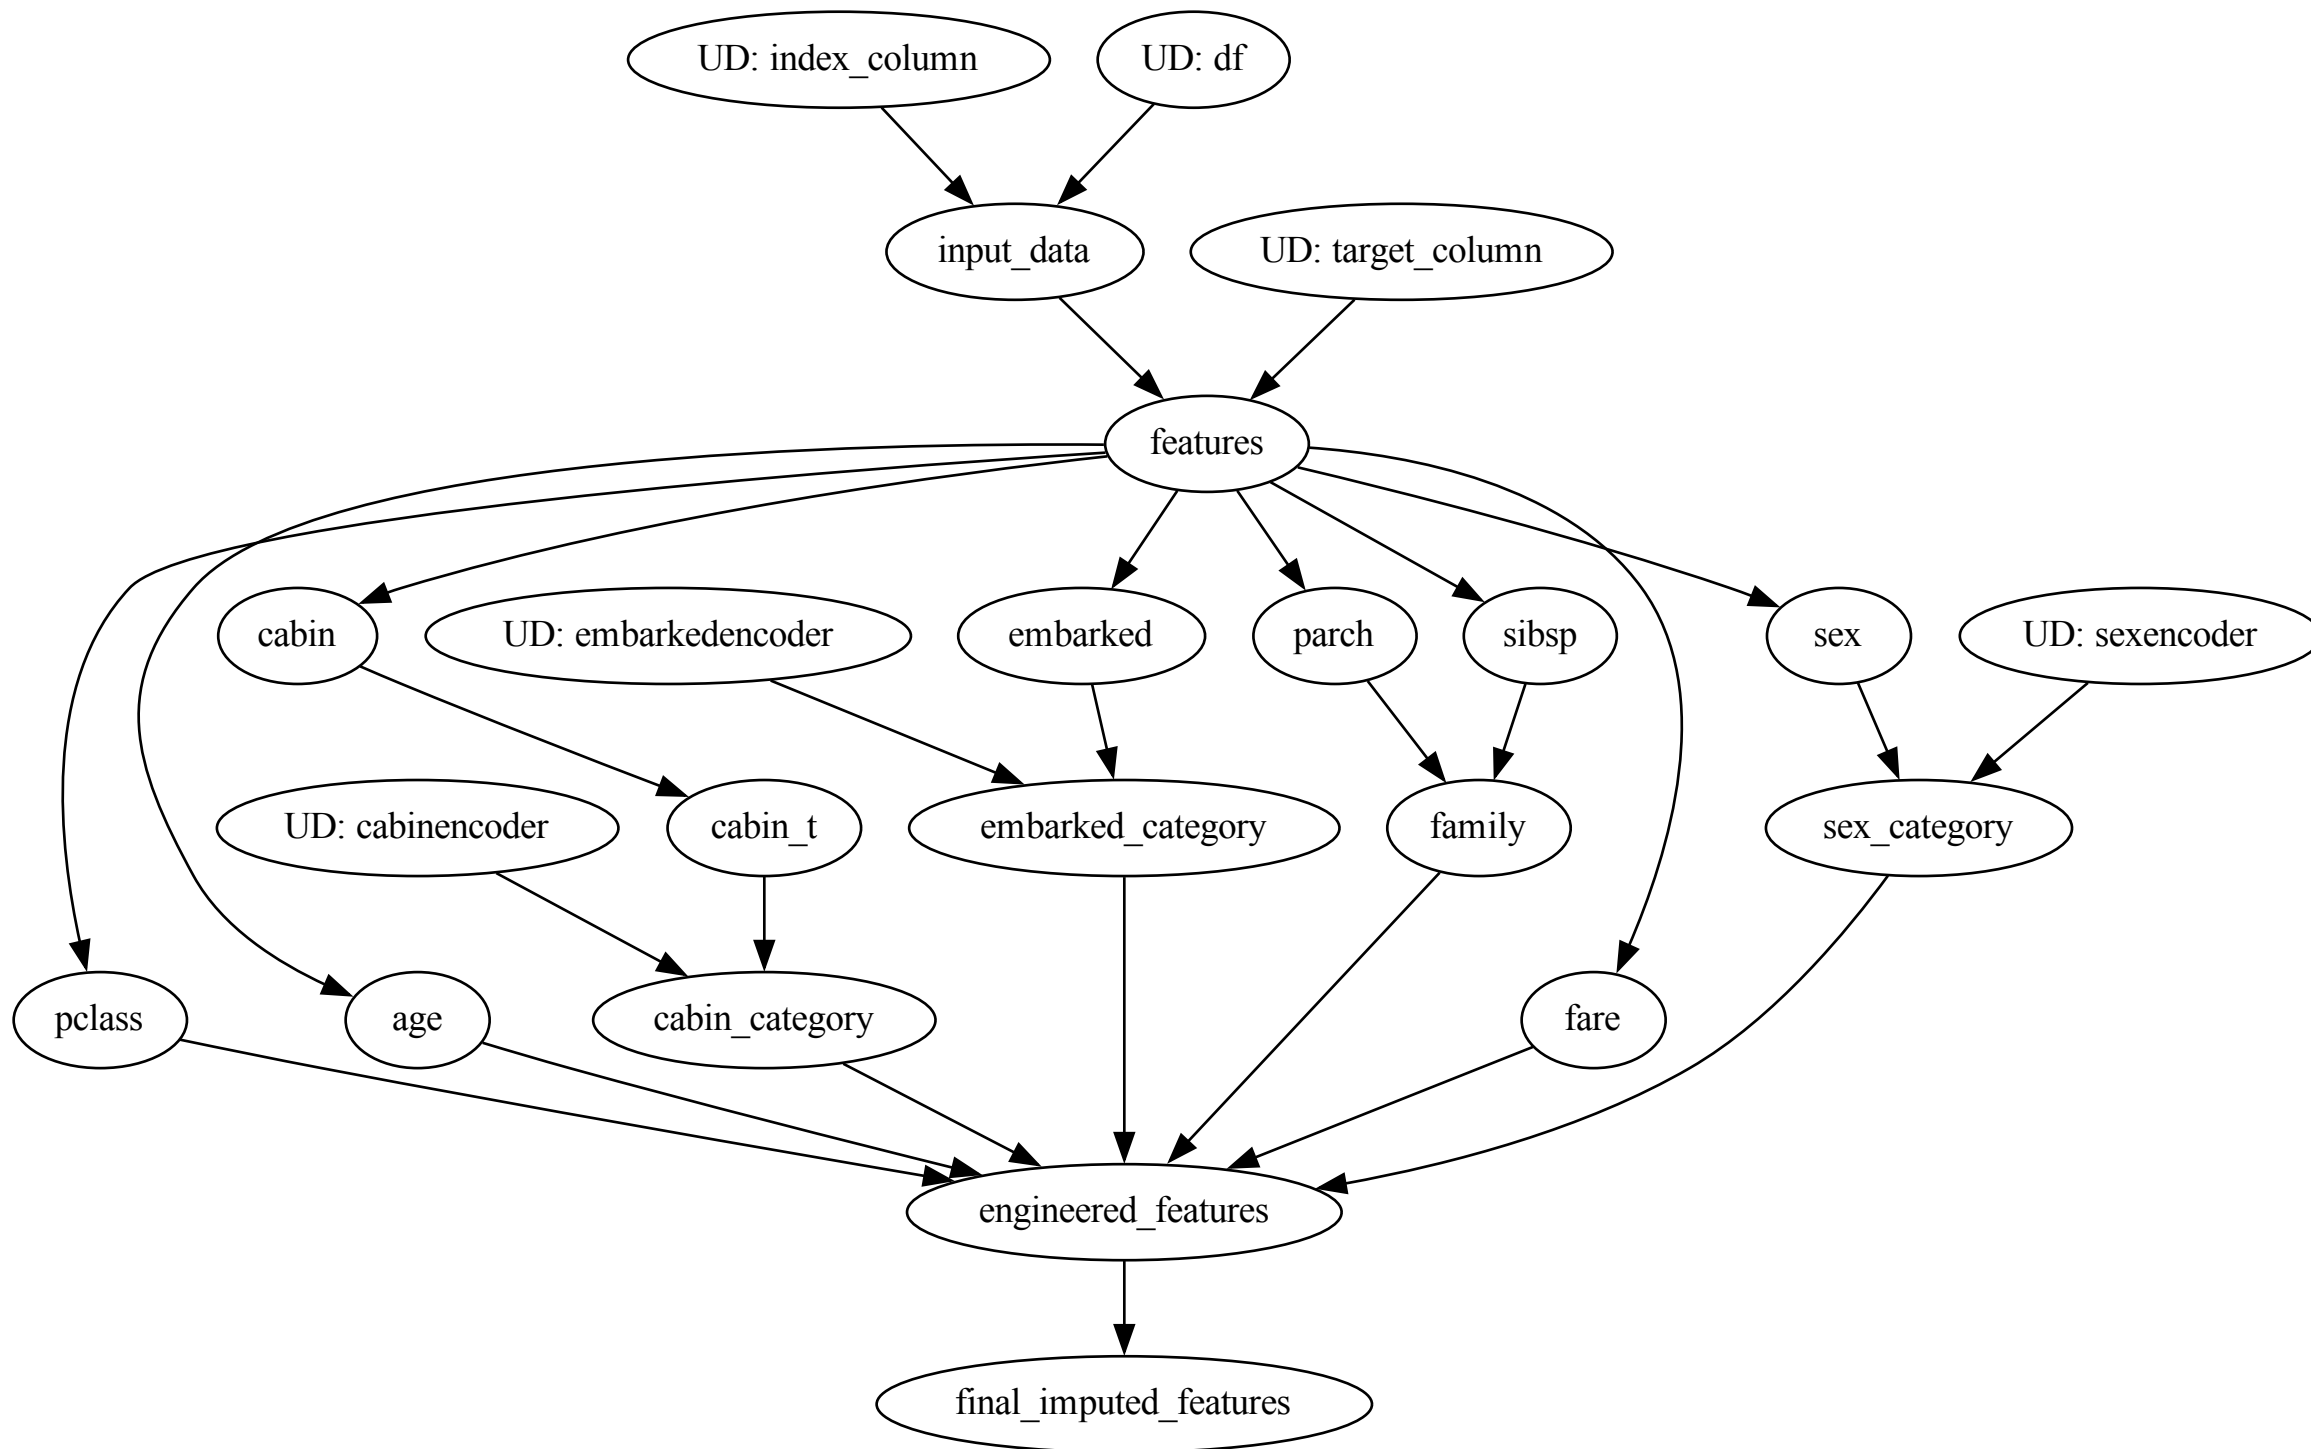 UD: index_column
UD: df
input_data
UD: target_column
features
cabin
UD: embarkedencoder
embarked
parch
sibsp
sex
UD: sexencoder
UD: cabinencoder
cabin_t
embarked_category
family
sex_category
pclass
age
cabin_category
fare
engineered_features
final_imputed_features